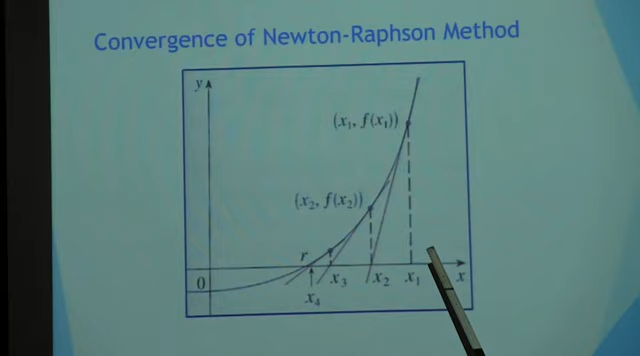 Convergence of Newton-Raphson Method
y
(x₁, f(x₁))
(x₂, f(x₂))
r
0
x₃
x₂
x₁
x
x₄